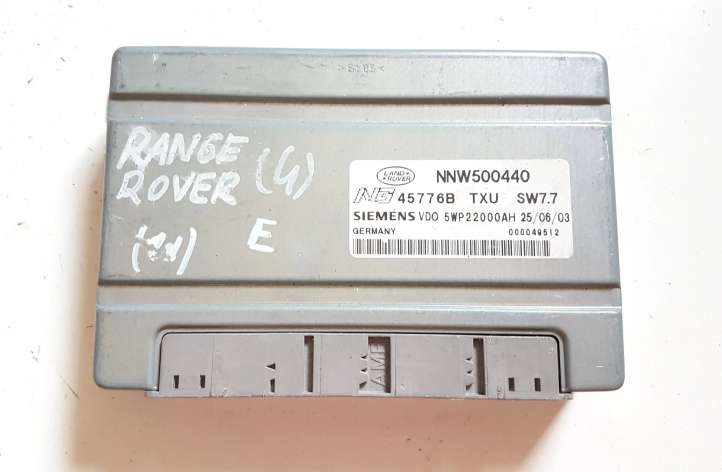 RANGE
ROVER (4)
E
LAND ROVER NNW500440
NG 45776B TXU SW7.7
SIEMENS VDO 5WP22000AH 25/06/03
GERMANY 000049512
AMP